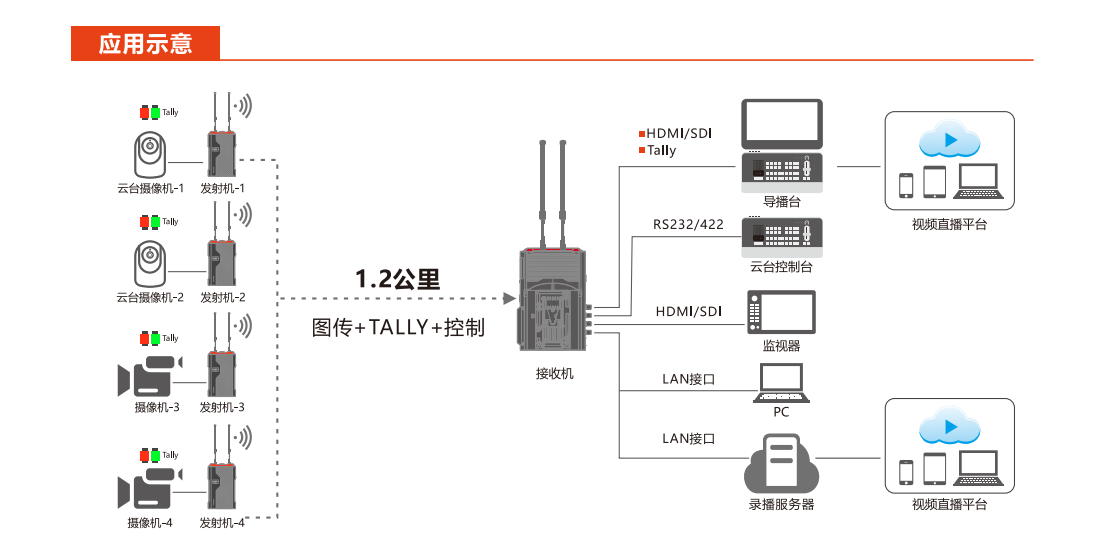 应用示意
Tally
云台摄像机-1
发射机-1
Tally
云台摄像机-2
发射机-2
Tally
摄像机-3
发射机-3
Tally
摄像机-4
发射机-4
1.2公里
图传+TALLY+控制
接收机
HDMI/SDI
Tally
导播台
视频直播平台
RS232/422
云台控制台
HDMI/SDI
监视器
LAN接口
PC
LAN接口
录播服务器
视频直播平台